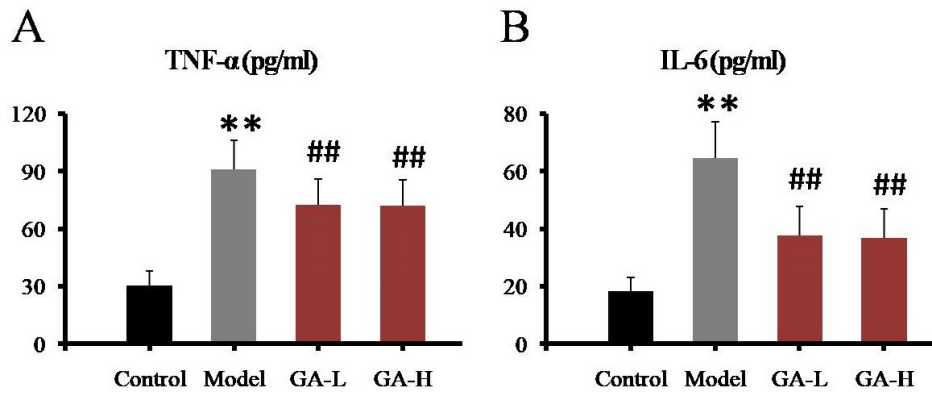 A
TNF-α(pg/ml)
120
90
60
30
0
**
##
##
Control Model GA-L GA-H
B
IL-6(pg/ml)
80
60
40
20
0
**
##
##
Control Model GA-L GA-H